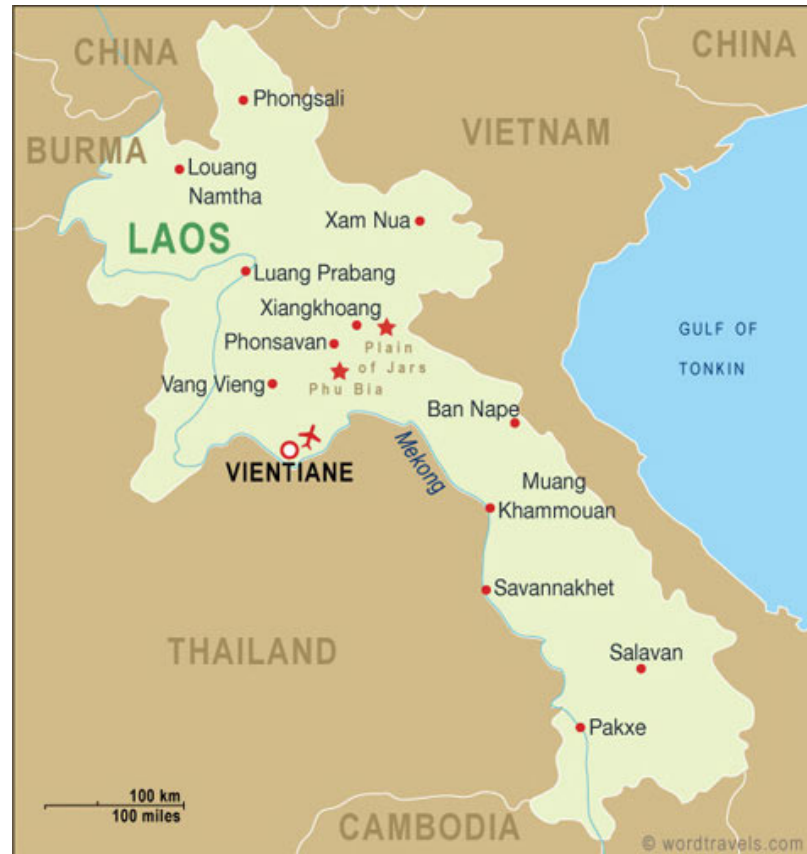 CHINA
CHINA
Phongsali
VIETNAM
BURMA
Louang
Namtha
Xam Nua
LAOS
Luang Prabang
Xiangkhoang
GULF OF
TONKIN
Phonsavan
Plain
of Jars
Vang Vieng
Phu Bia
Ban Nape
Mekong
VIENTIANE
Muang
Khammouan
Savannakhet
THAILAND
Salavan
Pakxe
100 km
100 miles
CAMBODIA
© wordtravels.com